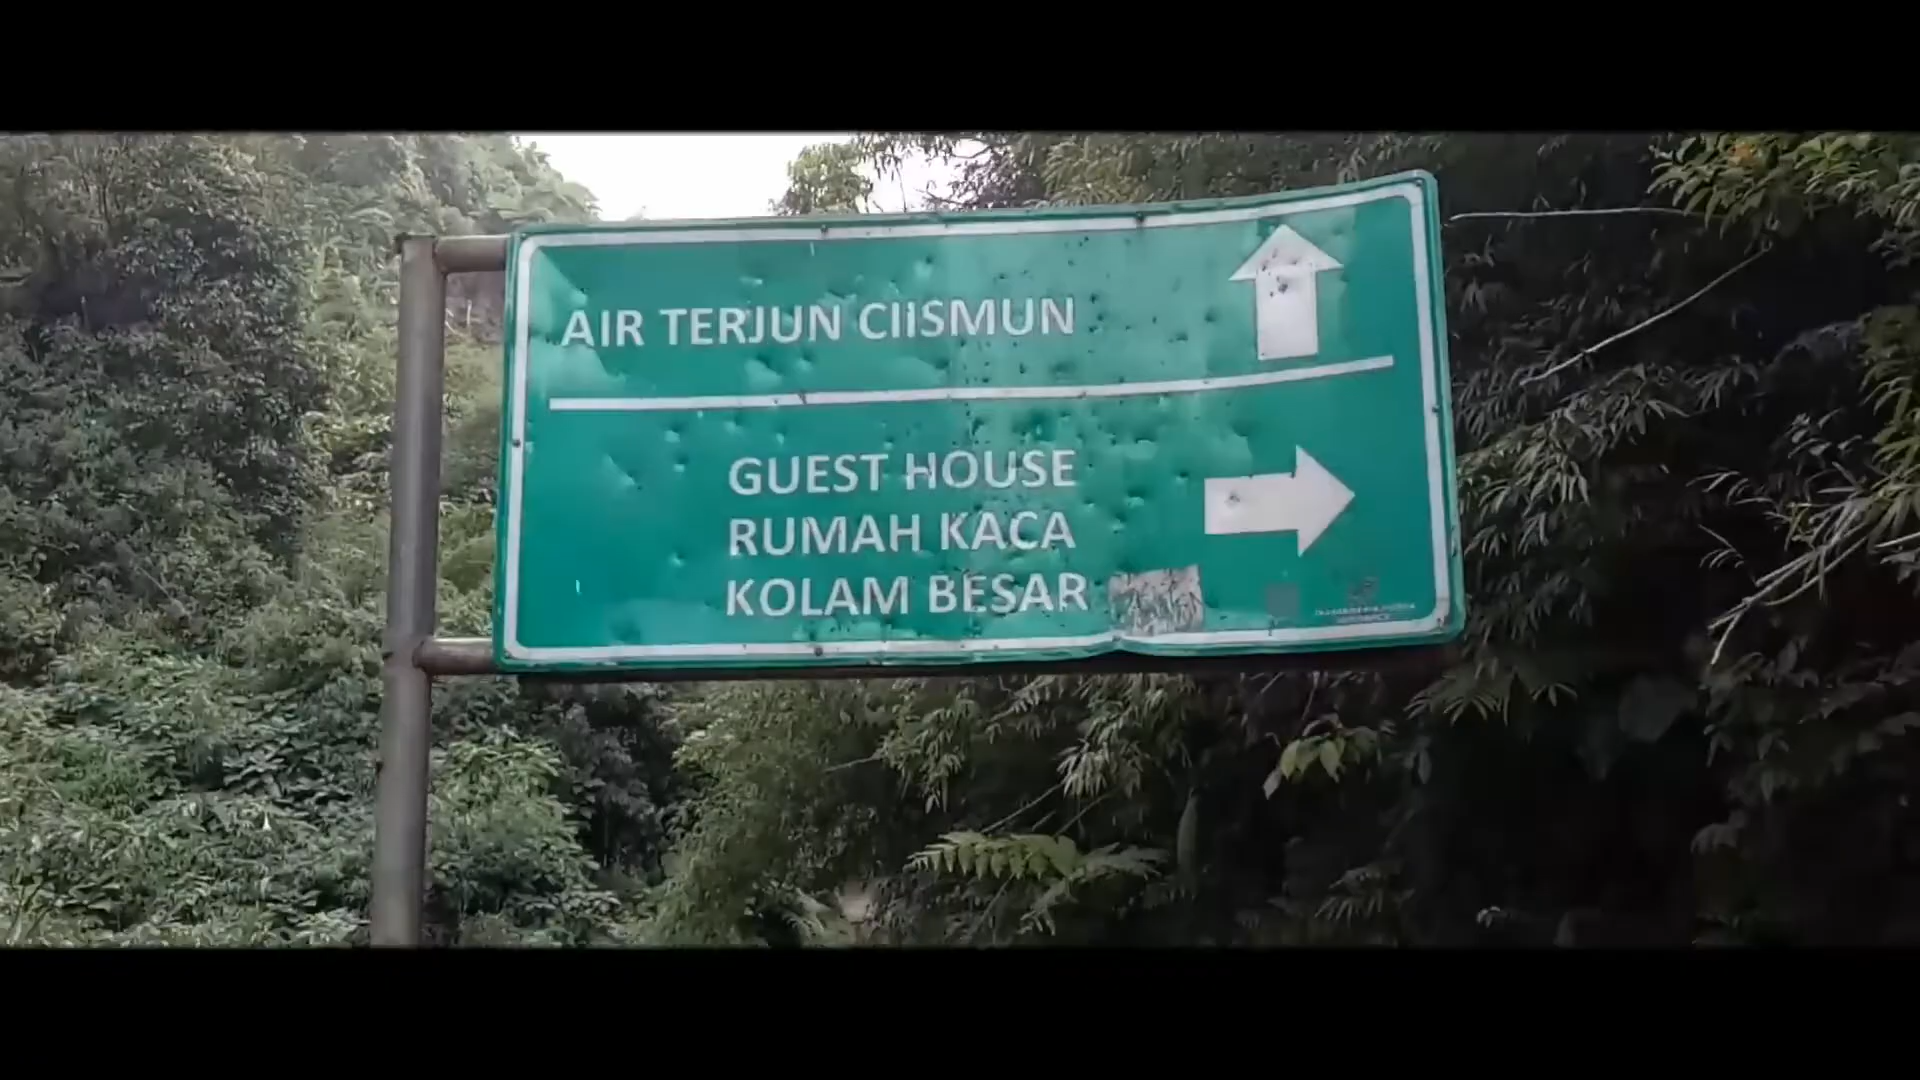 AIR TERJUN CIISMUN
GUEST HOUSE
RUMAH KACA
KOLAM BESAR